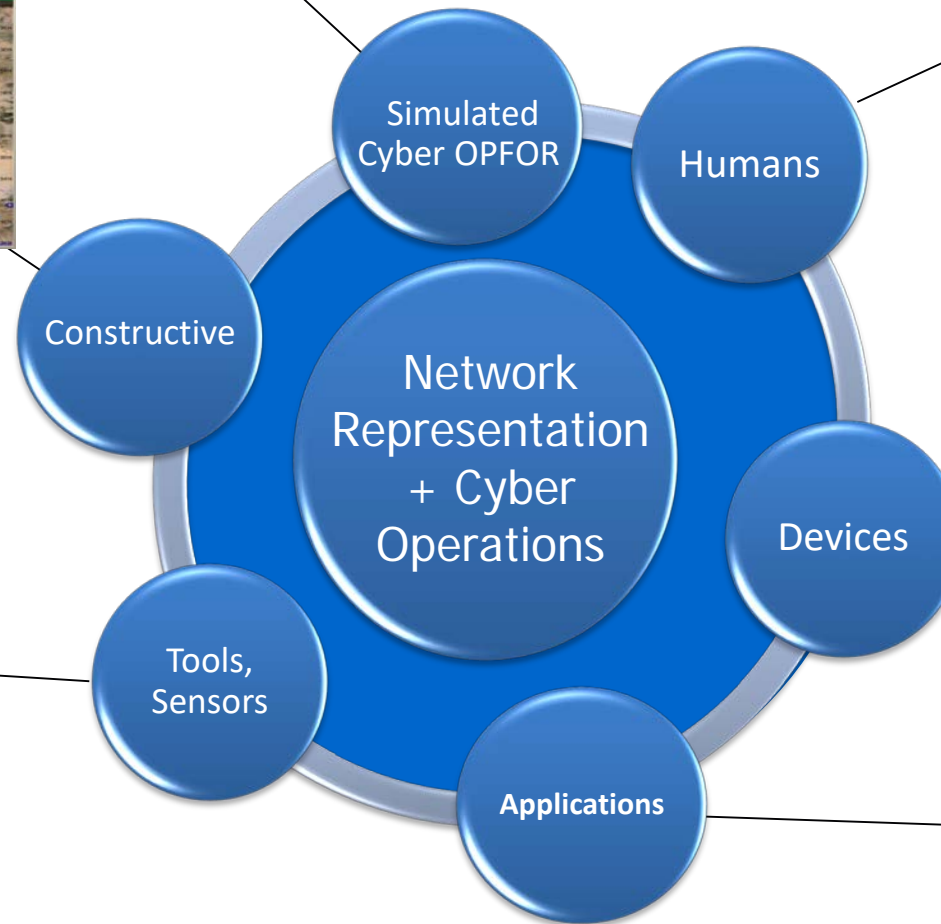 Simulated
Cyber OPFOR
Humans
Constructive
Network
Representation
+ Cyber
Operations
Devices
Tools,
Sensors
Applications